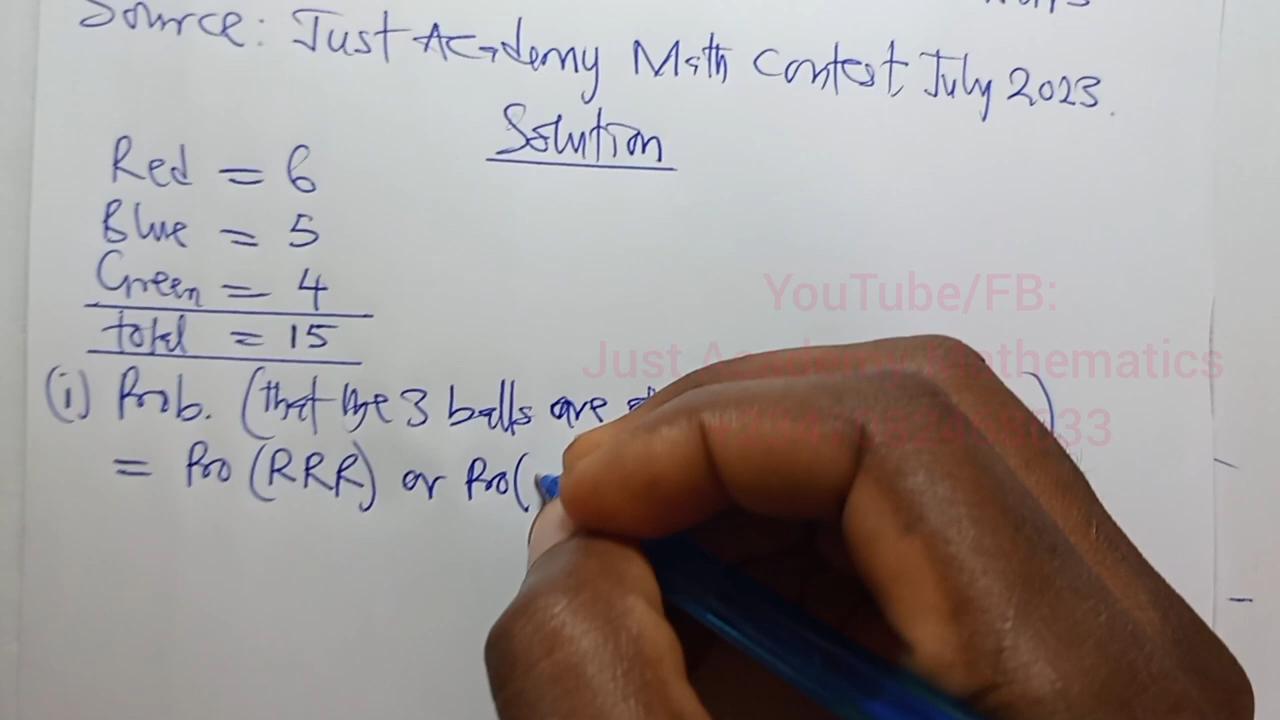 Source: Just Academy Math Contest, July 2023.
Solution
Red = 6
Blue = 5
Green = 4
total = 15
YouTube/FB:
Just Academy Mathematics
(i) Prob. (that the 3 balls are )
= Pro (RRR) or Pro(